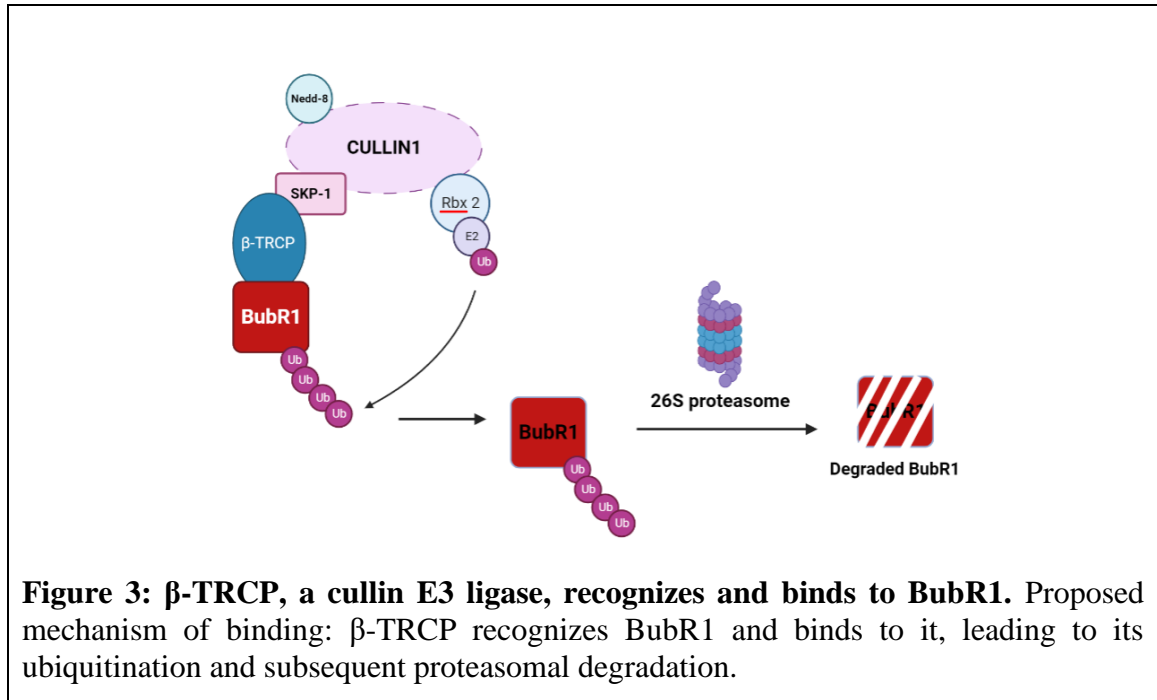 Nedd-8
CULLIN1
SKP-1
Rbx 2
β-TRCP
E2
Ub
BubR1
Ub
Ub
Ub
Ub
26S proteasome
BubR1
BubR1
Ub
Ub
Ub
Ub
Degraded BubR1
Figure 3: β-TRCP, a cullin E3 ligase, recognizes and binds to BubR1. Proposed
mechanism of binding: β-TRCP recognizes BubR1 and binds to it, leading to its
ubiquitination and subsequent proteasomal degradation.